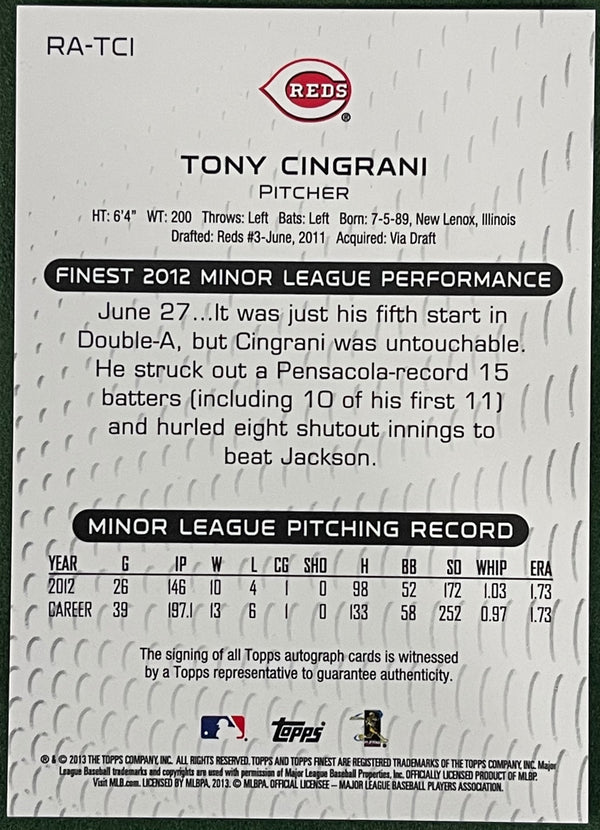 RA-TCI
REDS
®
TONY CINGRANI
PITCHER
HT: 6'4" WT: 200 Throws: Left Bats: Left Born: 7-5-89, New Lenox, Illinois
Drafted: Reds #3-June, 2011 Acquired: Via Draft
FINEST 2012 MINOR LEAGUE PERFORMANCE
June 27...It was just his fifth start in
Double-A, but Cingrani was untouchable.
He struck out a Pensacola-record 15
batters (including 10 of his first 11)
and hurled eight shutout innings to
beat Jackson.
MINOR LEAGUE PITCHING RECORD
YEAR G IP W L CG SHO H BB SO WHIP ERA
2012 26 146 10 4 1 0 98 52 172 1.03 1.73
CAREER 39 197.1 13 6 1 0 133 58 252 0.97 1.73
The signing of all Topps autograph cards is witnessed
by a Topps representative to guarantee authenticity.
Topps
® & © 2013 THE TOPPS COMPANY, INC. ALL RIGHTS RESERVED. TOPPS AND TOPPS FINEST ARE REGISTERED TRADEMARKS OF THE TOPPS COMPANY, INC. Major
League Baseball trademarks and copyrights are used with permission of Major League Baseball Properties, Inc. OFFICIALLY LICENSED PRODUCT OF MLBP.
Visit MLB.com. LICENSED BY MLBPA, 2013. © MLBPA. OFFICIAL LICENSEE – MAJOR LEAGUE BASEBALL PLAYERS ASSOCIATION.